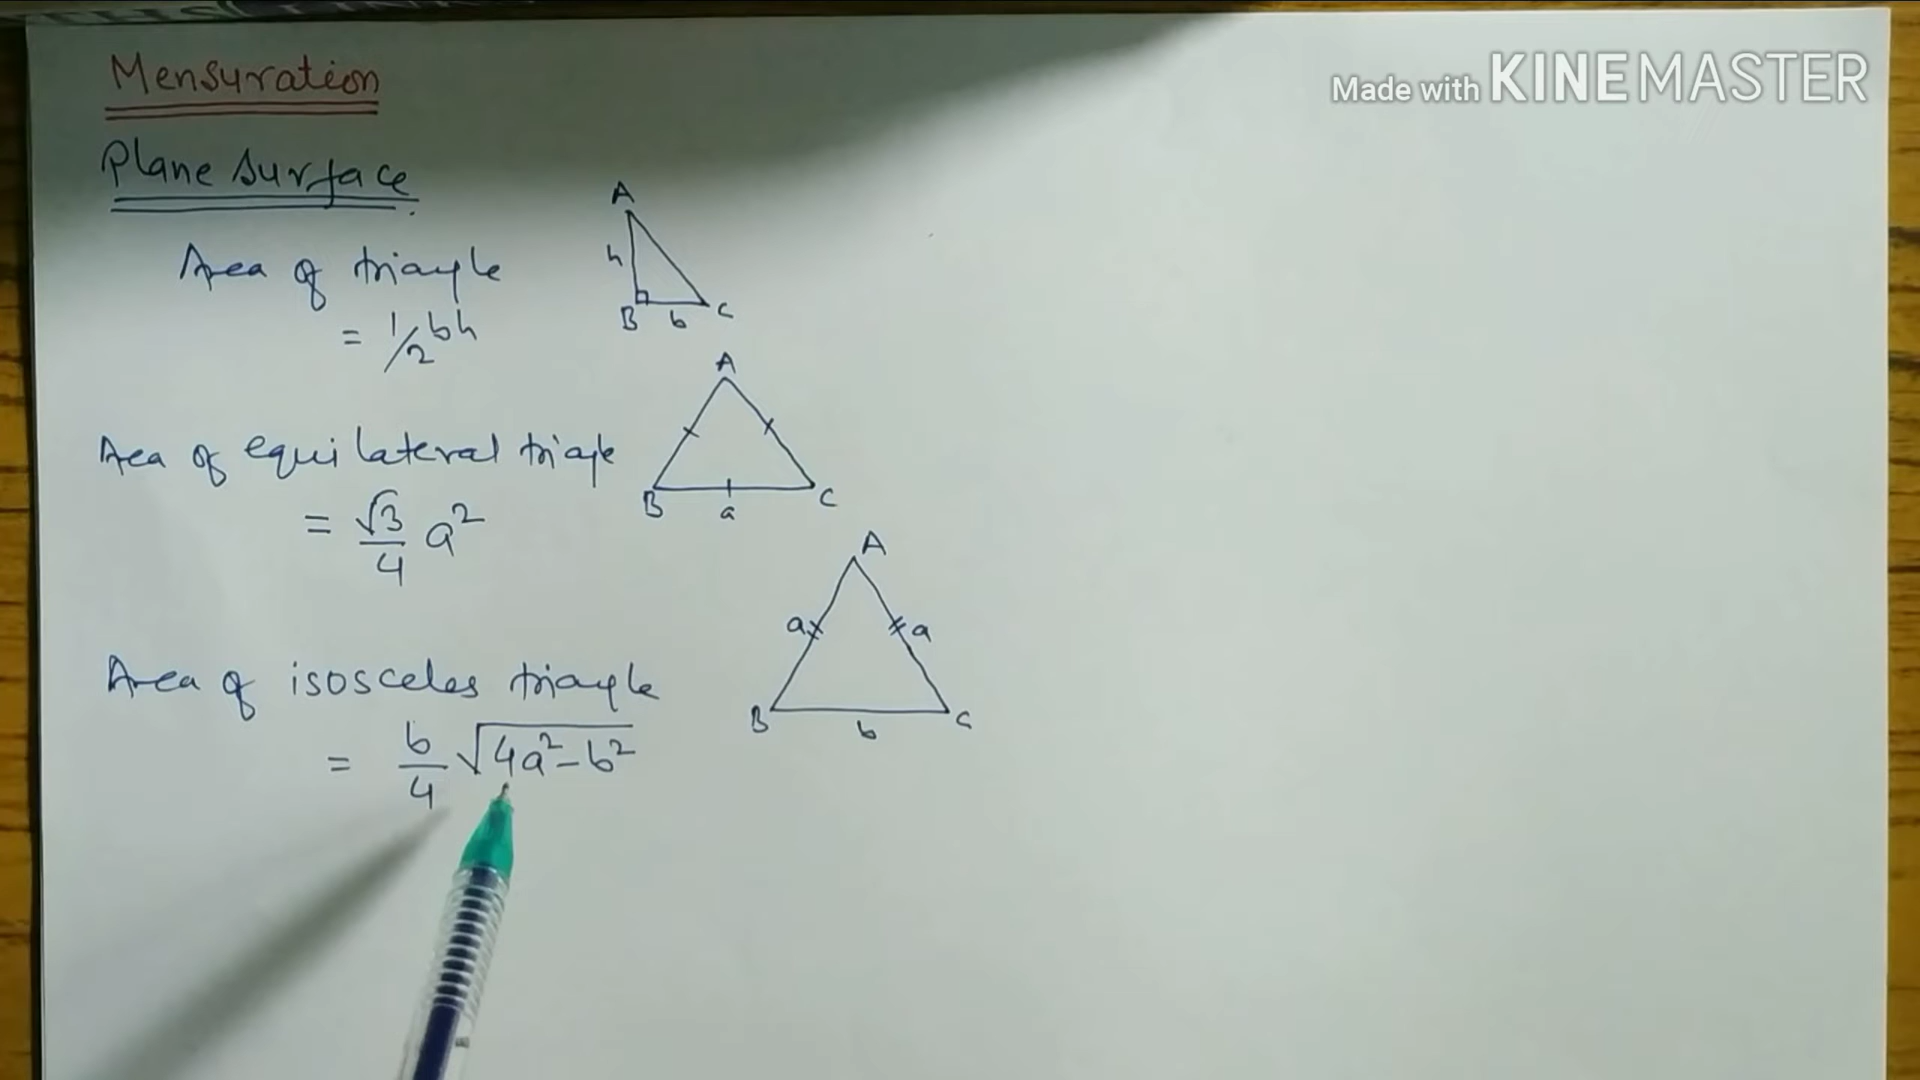 Mensuration
Made with KINEMASTER
Plane Surface
A
Area of triangle
h
B b C
= 1/2 bh
A
Area of equilateral triangle
B a C
= √3/4 a²
A
a a
Area of isosceles triangle
B b C
= b/4 √4a²-b²